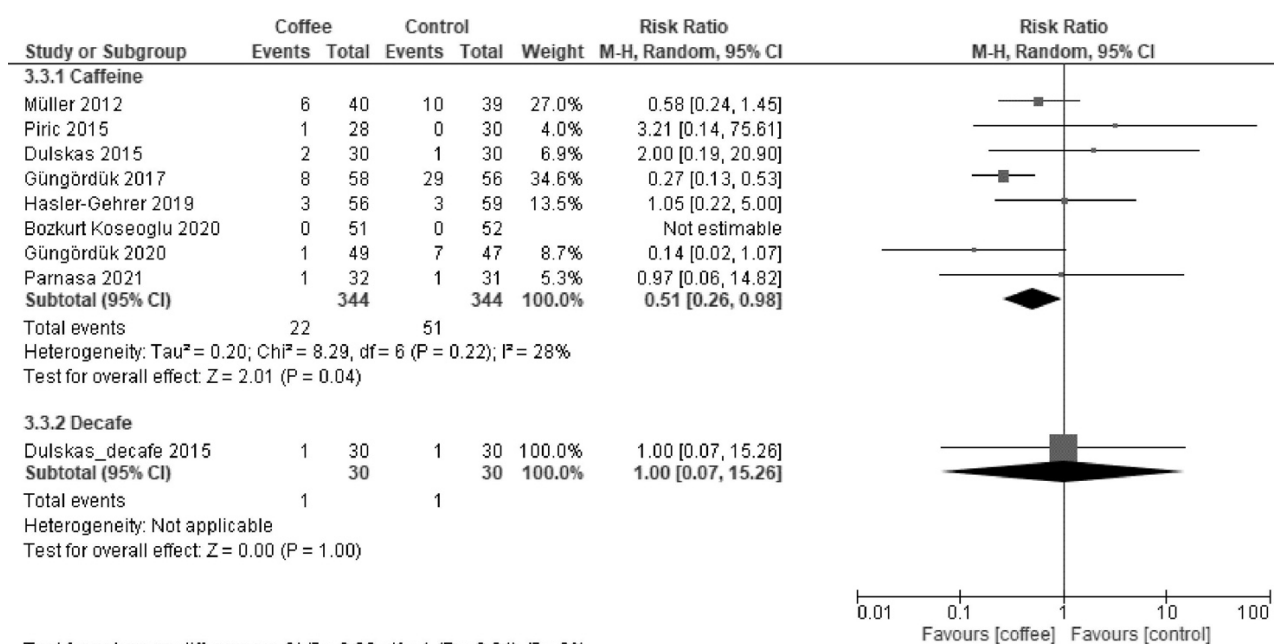 Coffee Control Risk Ratio Risk Ratio
Study or Subgroup Events Total Events Total Weight M-H, Random, 95% CI M-H, Random, 95% CI
3.3.1 Caffeine
Müller 2012 6 40 10 39 27.0% 0.58 [0.24, 1.45]
Piric 2015 1 28 0 30 4.0% 3.21 [0.14, 75.61]
Dulskas 2015 2 30 1 30 6.9% 2.00 [0.19, 20.90]
Güngördük 2017 8 58 29 56 34.6% 0.27 [0.13, 0.53]
Hasler-Gehrer 2019 3 56 3 59 13.5% 1.05 [0.22, 5.00]
Bozkurt Koseoglu 2020 0 51 0 52 Not estimable
Güngördük 2020 1 49 7 47 8.7% 0.14 [0.02, 1.07]
Parnasa 2021 1 32 1 31 5.3% 0.97 [0.06, 14.82]
Subtotal (95% CI) 344 344 100.0% 0.51 [0.26, 0.98]
Total events 22 51
Heterogeneity: Tau² = 0.20; Chi² = 8.29, df = 6 (P = 0.22); I² = 28%
Test for overall effect: Z = 2.01 (P = 0.04)
3.3.2 Decafe
Dulskas_decafe 2015 1 30 1 30 100.0% 1.00 [0.07, 15.26]
Subtotal (95% CI) 30 30 100.0% 1.00 [0.07, 15.26]
Total events 1 1
Heterogeneity: Not applicable
Test for overall effect: Z = 0.00 (P = 1.00)
0.01 0.1 1 10 100
Favours [coffee] Favours [control]